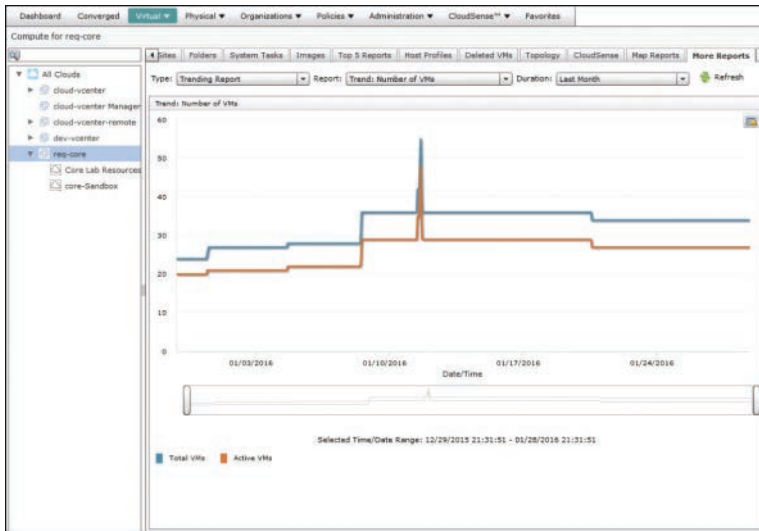 Dashboard Converged Virtual Physical Organizations Policies Administration CloudSense™ Favorites
Compute for req-core
Sites Folders System Tasks Images Top 5 Reports Host Profiles Deleted VMs Topology CloudSense Map Reports More Reports
All Clouds
cloud-vcenter
cloud-vcenter Manager
cloud-vcenter-remote
dev-vcenter
req-core
Core Lab Resources
core-Sandbox
Type: Trending Report Report: Trend: Number of VMs Duration: Last Month Refresh
Trend: Number of VMs
60
50
40
30
20
10
0
01/03/2016 01/10/2016 01/17/2016 01/24/2016
Date/Time
Selected Time/Date Range: 12/29/2015 21:31:51 - 01/28/2016 21:31:51
Total VMs Active VMs